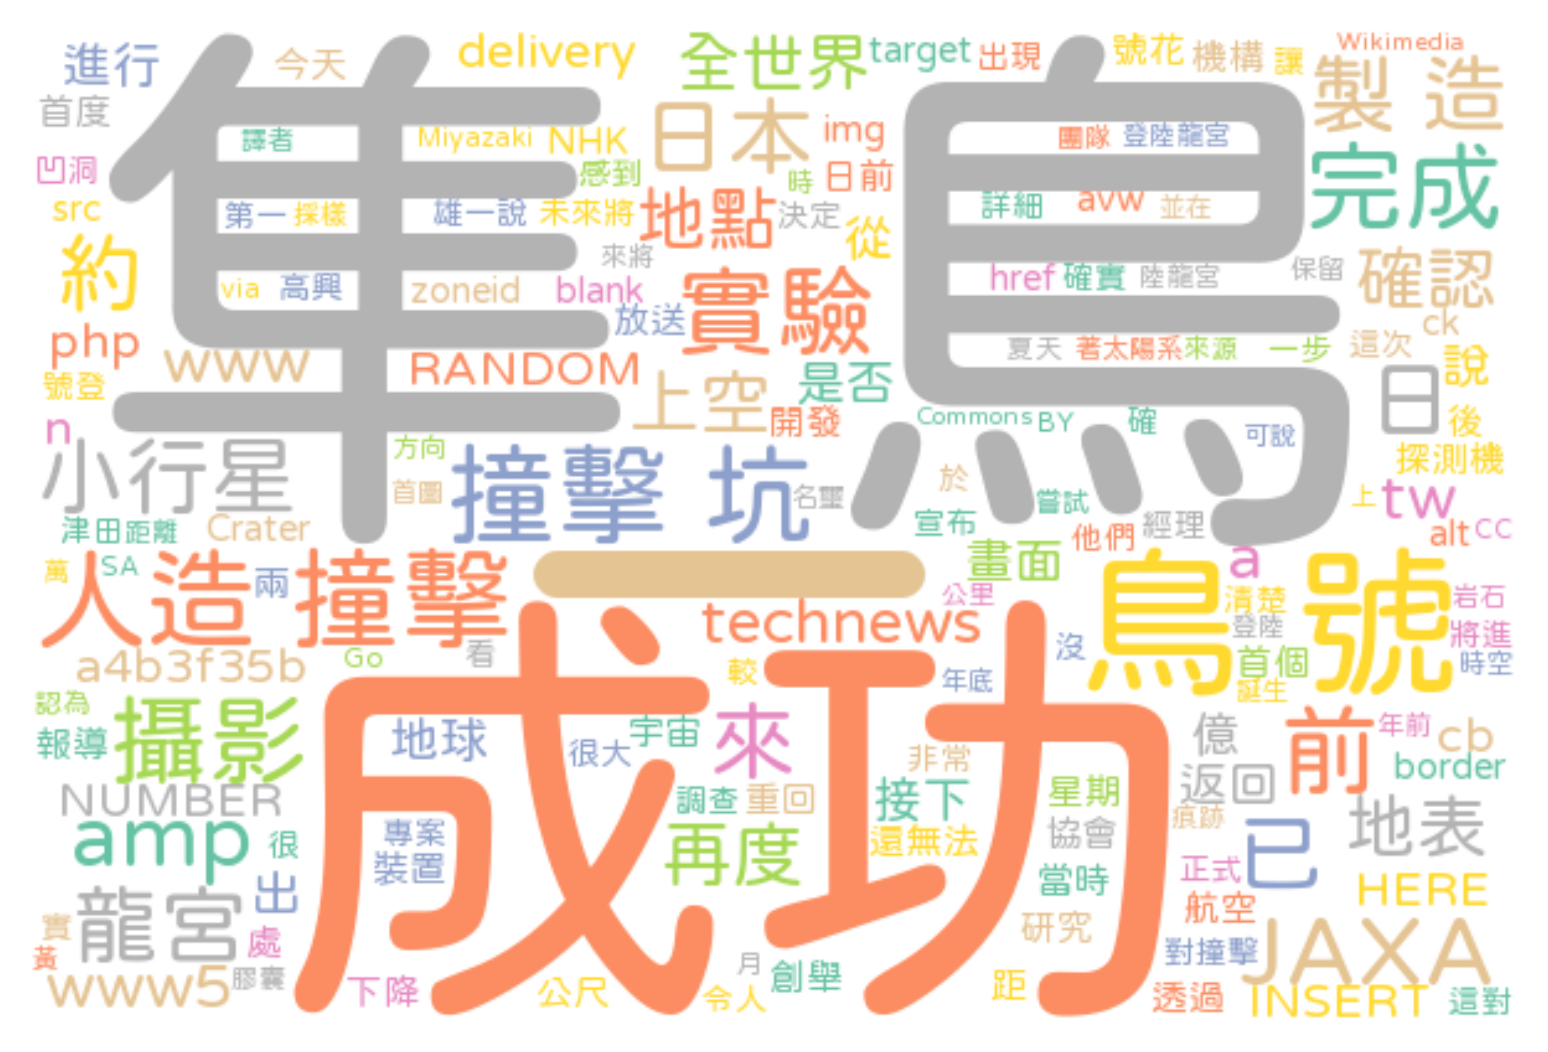 進行
今天
delivery
全世界
target
出現
號花
機構
讓
Wikimedia
首度
譯者
Miyazaki
NHK
日本
img
團隊
登陸龍宮
製 造
凹洞
隼鳥
感到
時
日前
完成
src
第一
採樣
雄一說
未來將
地點
決定
從
詳細
avw
並在
約
via
高興
來將
zoneid
blank
放送
實驗
href
確實
陸龍宮
保留
確認
php
www
RANDOM
是否
夏天
著太陽系
來源
一步
這次
ck
號登
上空
開發
Commons
BY
確
日
說
n
小行星
方向
首圖
撞擊 坑
名璽
於
嘗試
宣布
可說
後
探測機
上
tw
津田
距離
Crater
他們
經理
alt
CC
萬
SA
人造 撞擊
兩
一
畫面
公里
鳥 號
a
清楚
登陸
岩石
將進
technews
a4b3f35b
Go
看
較
年底
沒
首個
誕生
時空
認為
報導
攝影
成功
地球
很大
宇宙
來
非常
億
前
年前
cb
border
NUMBER
調查
重回
接下
星期
返回
痕跡
地表
amp
很
專案
裝置
再度
還無法
協會
當時
正式
已
HERE
龍宮
出
實
處
黃
研究
航空
對撞擊
JAXA
www5
膠囊
下降
公尺
月
令人
創舉
距
透過
INSERT
這對